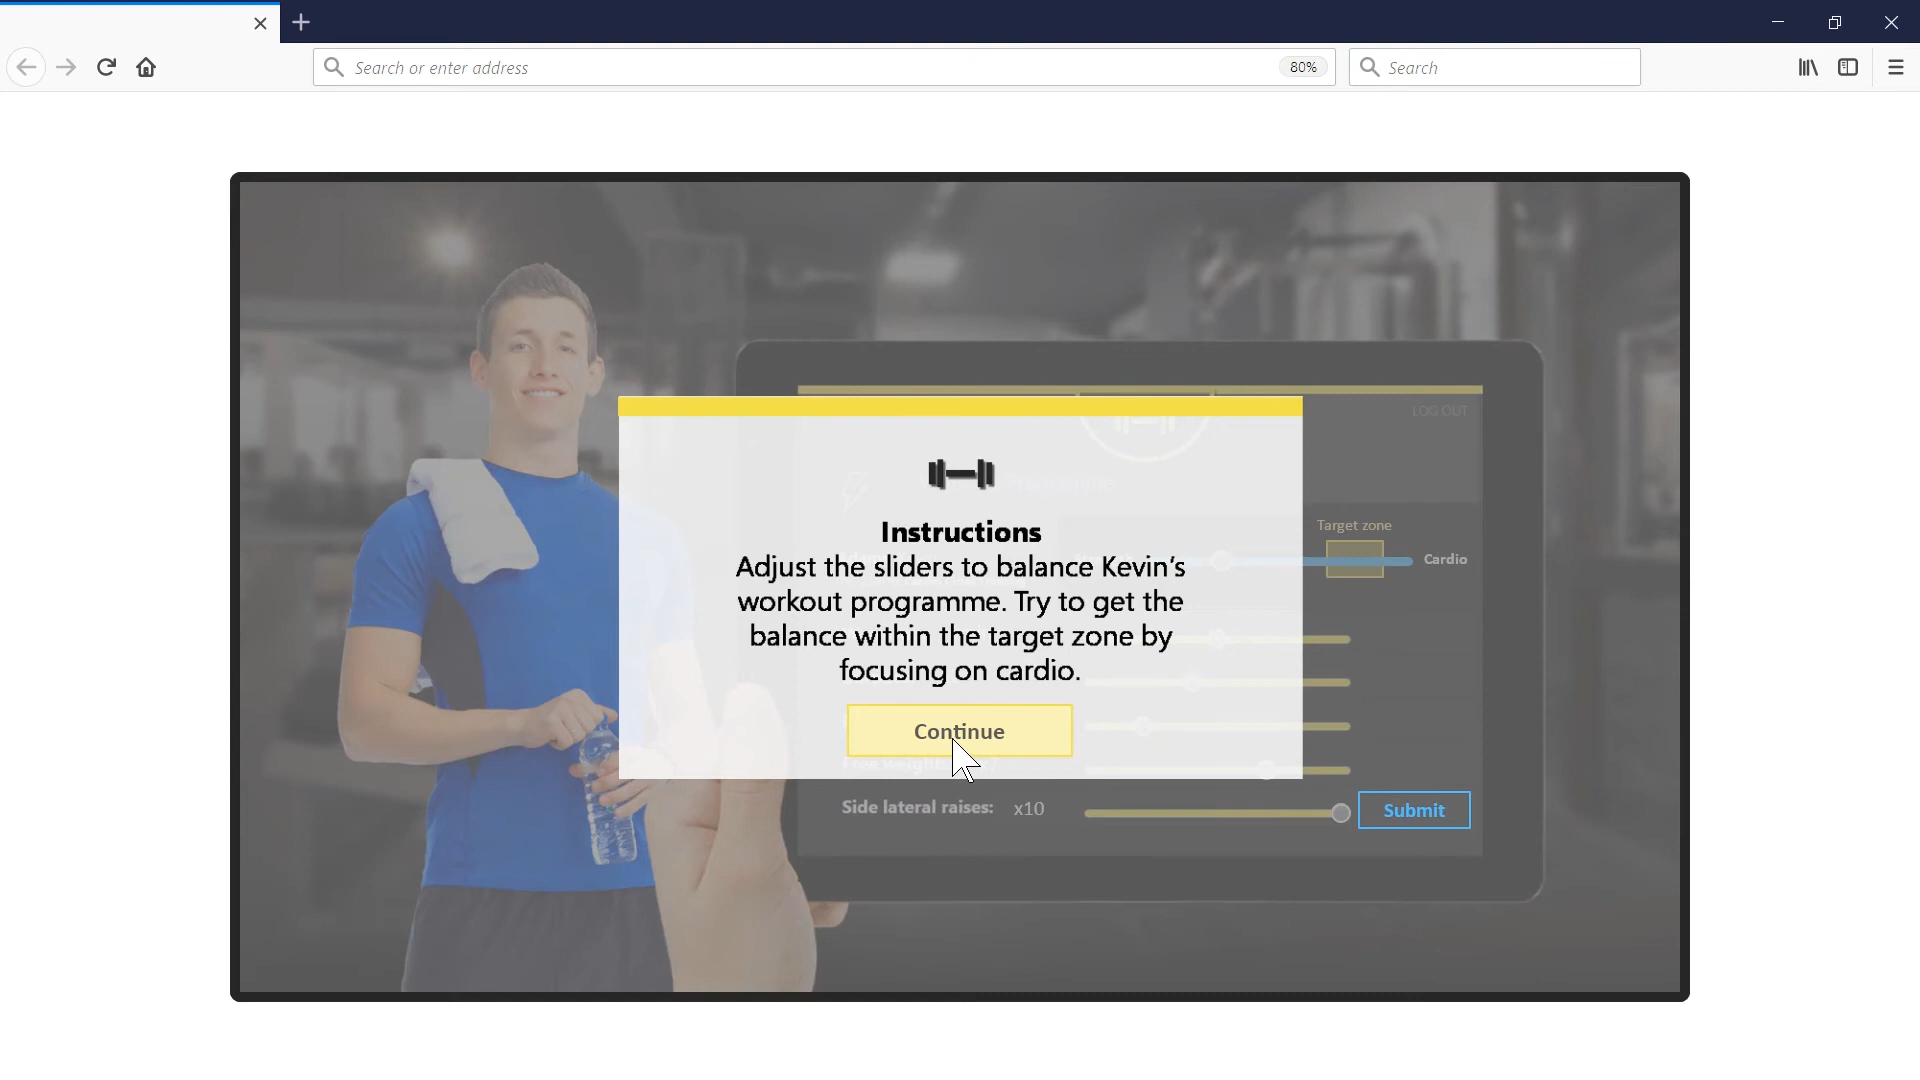 Search or enter address
80%
Search
LOG OUT
Instructions
Adjust the sliders to balance Kevin's
workout programme. Try to get the
balance within the target zone by
focusing on cardio.
Continue
Target zone
Cardio
Side lateral raises: x10
Submit